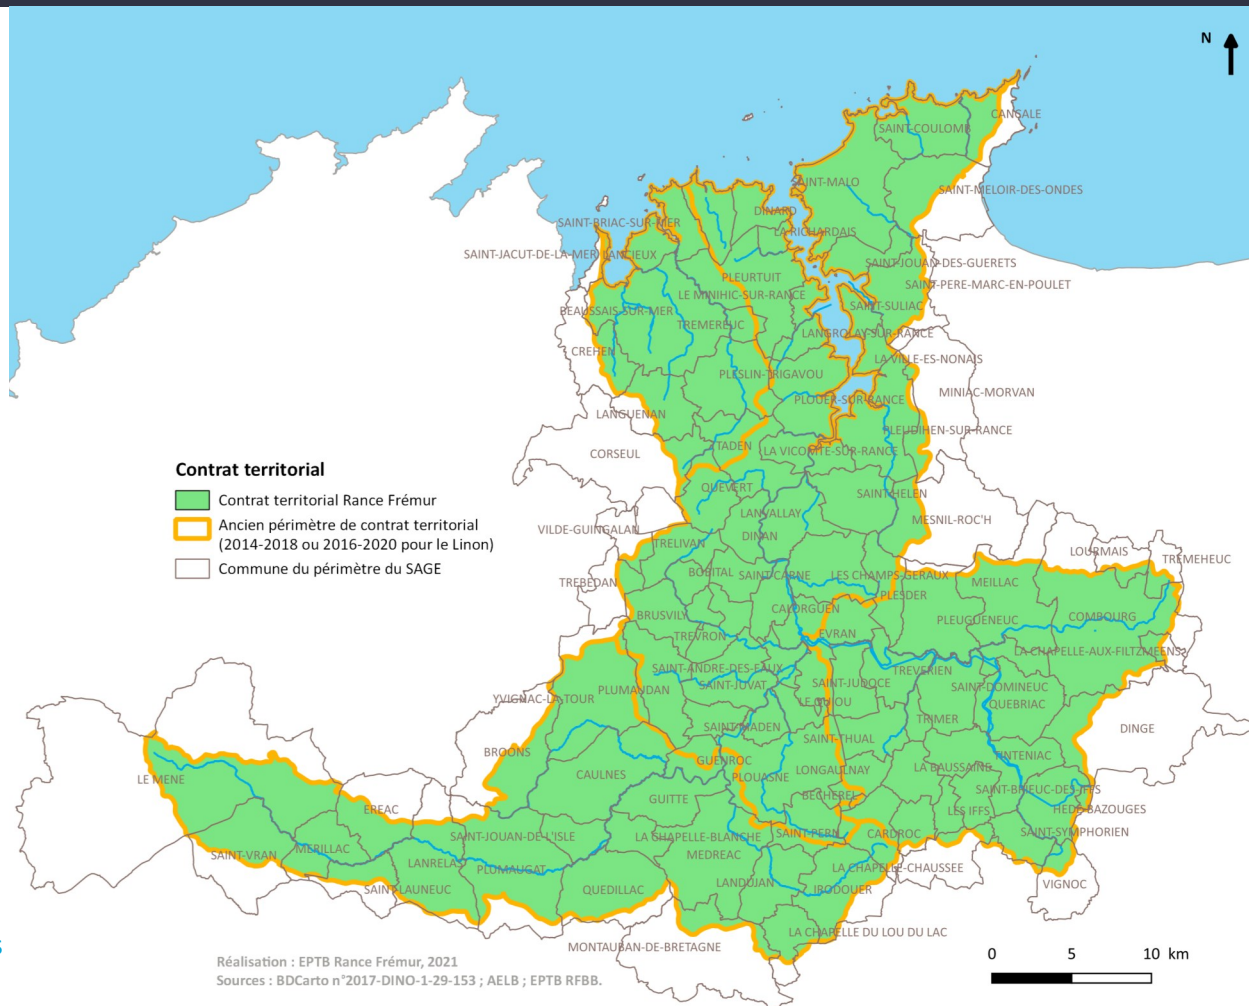 N
CANCALE
SAINT-COULOMB
SAINT-MALO
SAINT-MELOIR-DES-ONDES
DINARD
SAINT-BRIAC-SUR-MER
LA RICHARDAIS
SAINT-JACUT-DE-LA-MER
LANCIEUX
SAINT-JOUAN-DES-GUERETS
PLEURTUIT
SAINT-PERE-MARC-EN-POULET
LE MINIHIC-SUR-RANCE
SAINT-SULIAC
BEAUSSAIS-SUR-MER
TREMEREUC
LANGROLAY-SUR-RANCE
CREHEN
LA VILLE-ES-NONAIS
PLESLIN-TRIGAVOU
MINIAC-MORVAN
PLOUER-SUR-RANCE
LANGUENAN
PLEUDIHEN-SUR-RANCE
TADEN
LA VICOMTE-SUR-RANCE
CORSEUL
Contrat territorial
Contrat territorial Rance Frémur
Ancien périmètre de contrat territorial
(2014-2018 ou 2016-2020 pour le Linon)
Commune du périmètre du SAGE
QUEVERT
SAINT-HELEN
LANVALLAY
MESNIL-ROC'H
VILDE-GUINGALAN
DINAN
TRELIVAN
LOURMAIS
TREMEHEUC
BOBITAL
SAINT-CARNE
LES CHAMPS-GERAUX
TREBEDAN
MEILLAC
PLESDER
CALORGUEN
BRUSVILY
PLEUGUENEUC
COMBOURG
TREVRON
EVRAN
LA CHAPELLE-AUX-FILTZMEENS
SAINT-ANDRE-DES-EAUX
TREVERIEN
SAINT-JUVAT
SAINT-JUDOCE
SAINT-DOMINEUC
YVIGNAC-LA-TOUR
PLUMAUDAN
LE QUIOU
QUEBRIAC
TRIMER
SAINT-MADEN
DINGE
SAINT-THUAL
BROONS
TINTENIAC
GUENROC
LA BAUSSAINE
LE MENE
CAULNES
PLOUASNE
LONGAULNAY
SAINT-BRIEUC-DES-IFFS
GUITTE
BECHEREL
EREAC
LES IFFS
HEDE-BAZOUGES
SAINT-JOUAN-DE-L'ISLE
LA CHAPELLE-BLANCHE
SAINT-PERN
CARDROC
SAINT-SYMPHORIEN
SAINT-VRAN
MERILLAC
LANRELAS
MEDREAC
PLUMAUGAT
LA CHAPELLE-CHAUSSEE
LANDUJAN
SAINT-LAUNEUC
QUEDILLAC
IRODOUER
VIGNOC
LA CHAPELLE DU LOU DU LAC
MONTAUBAN-DE-BRETAGNE
0 5 10 km
Réalisation : EPTB Rance Frémur, 2021
Sources : BDCarto n°2017-DINO-1-29-153 ; AELB ; EPTB RFBB.